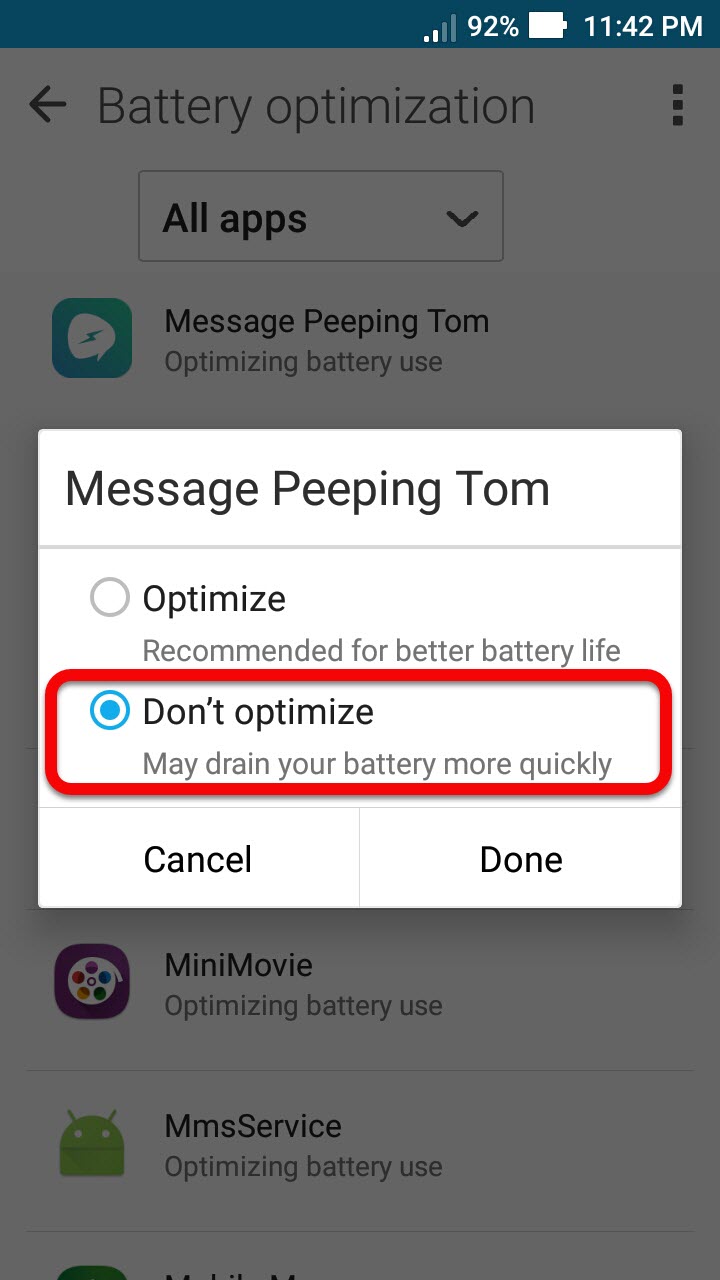 92% 11:42 PM
Battery optimization
All apps
Message Peeping Tom
Optimizing battery use
Message Peeping Tom
Optimize
Recommended for better battery life
Don’t optimize
May drain your battery more quickly
Cancel Done
MiniMovie
Optimizing battery use
MmsService
Optimizing battery use